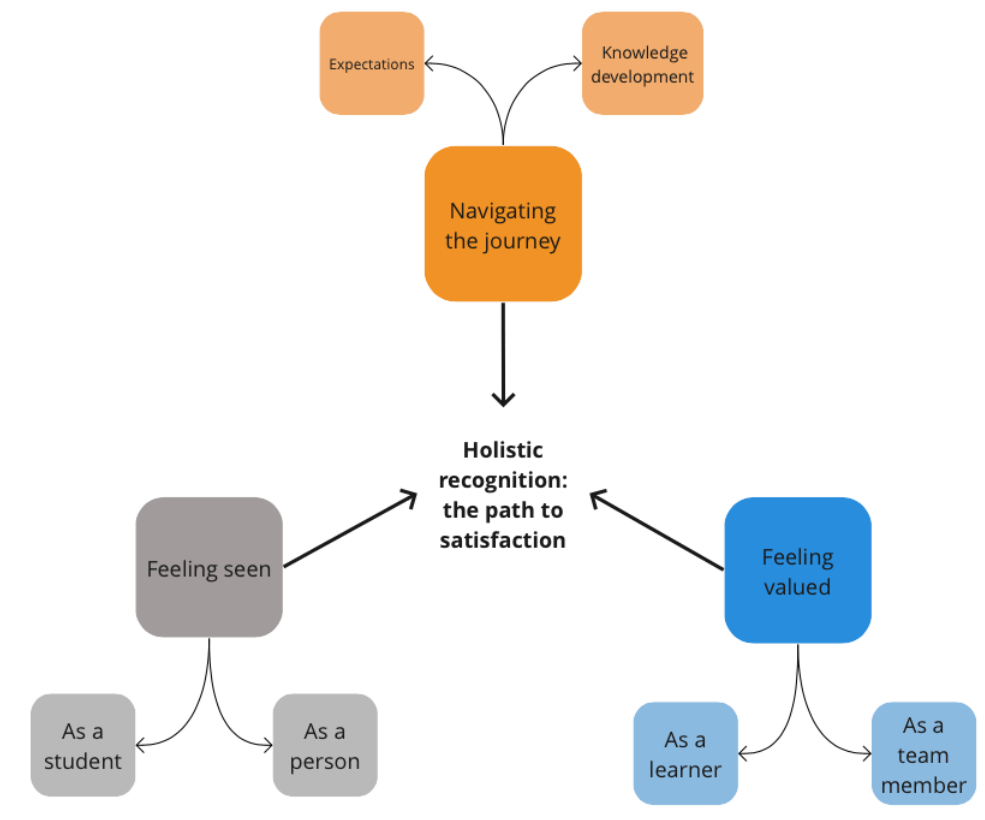 Expectations
Knowledge
development
Navigating
the journey
Holistic
recognition:
the path to
satisfaction
Feeling seen
Feeling
valued
As a
student
As a
person
As a
learner
As a
team
member